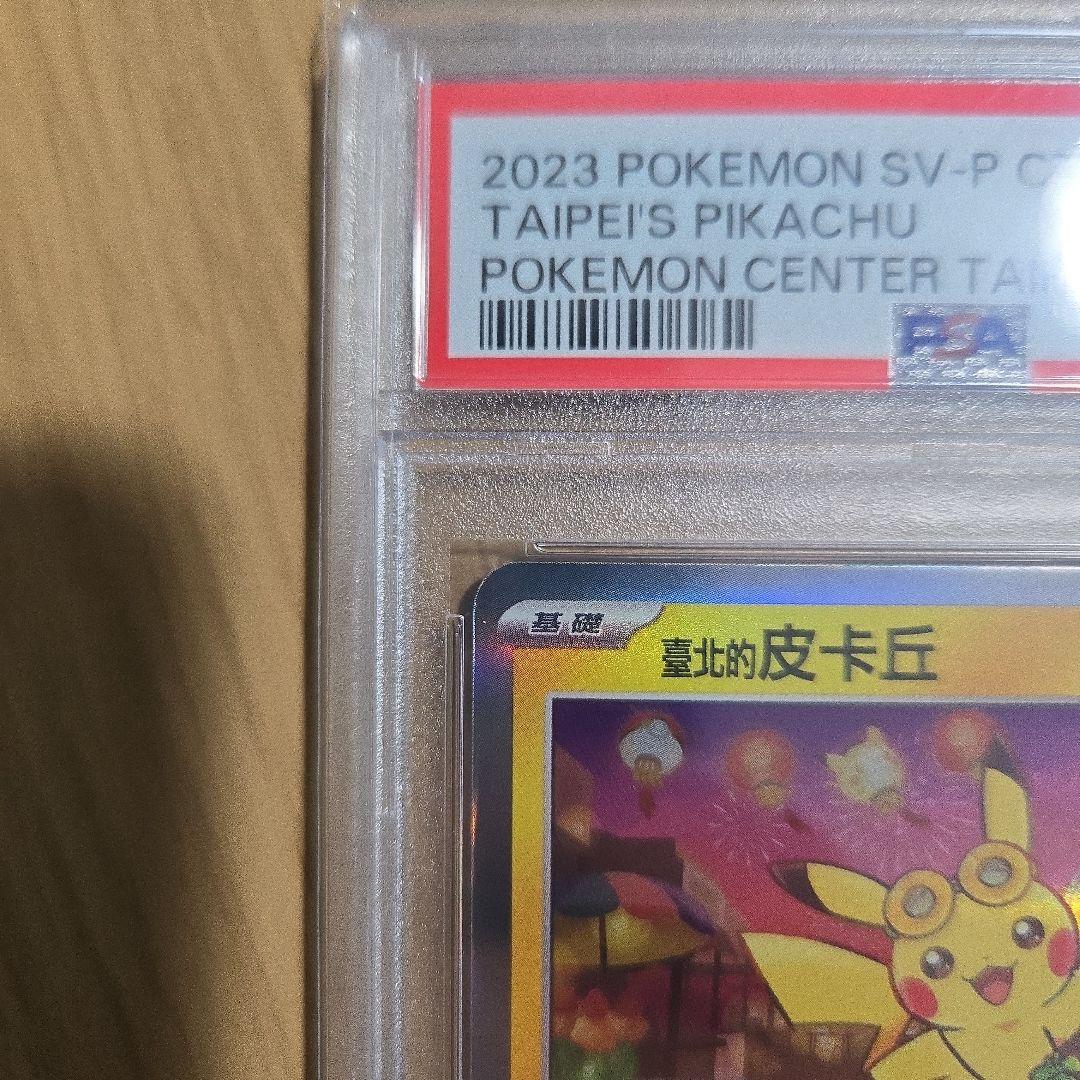 2023 POKEMON SV-P
TAIPEI'S PIKACHU
POKEMON CENTER
PSA
基礎
臺北的皮卡丘